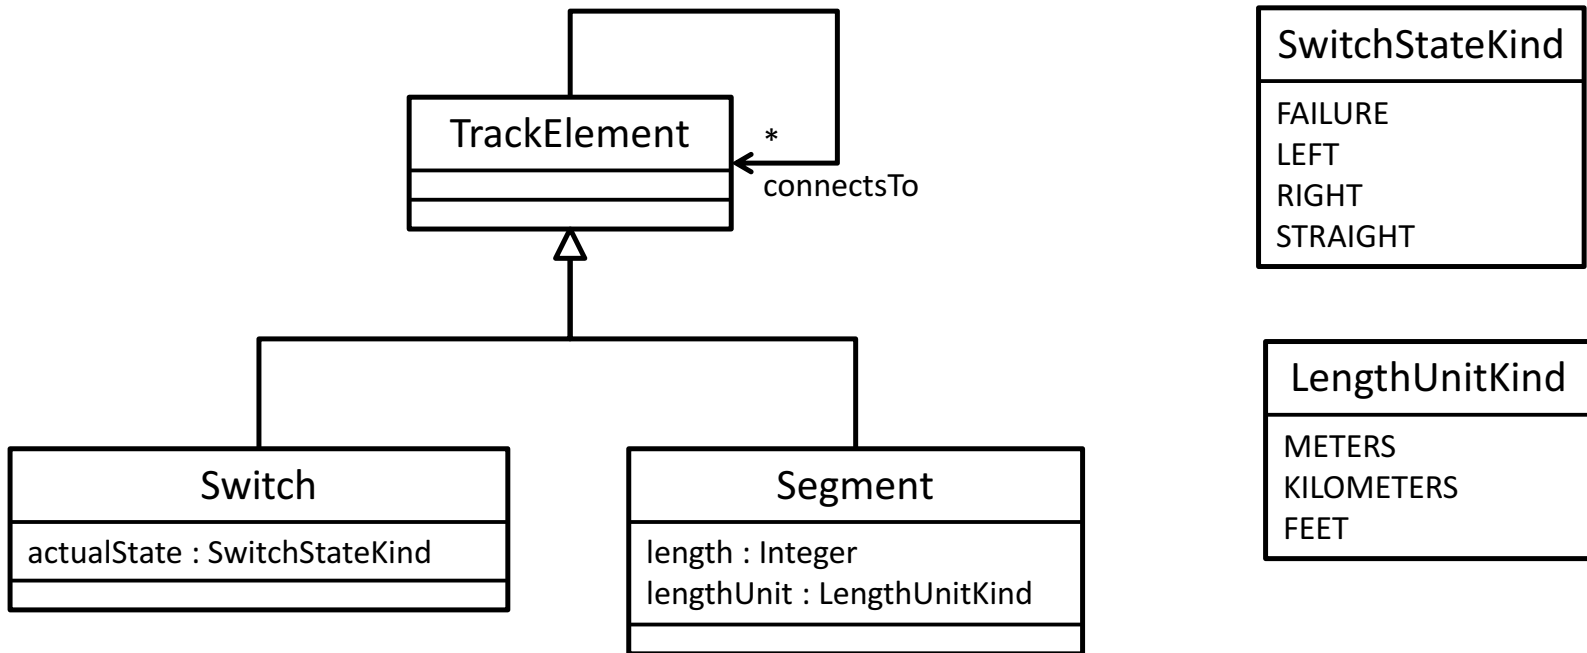 TrackElement
*
connectsTo
Switch
actualState : SwitchStateKind
Segment
length : Integer
lengthUnit : LengthUnitKind
SwitchStateKind
FAILURE
LEFT
RIGHT
STRAIGHT
LengthUnitKind
METERS
KILOMETERS
FEET